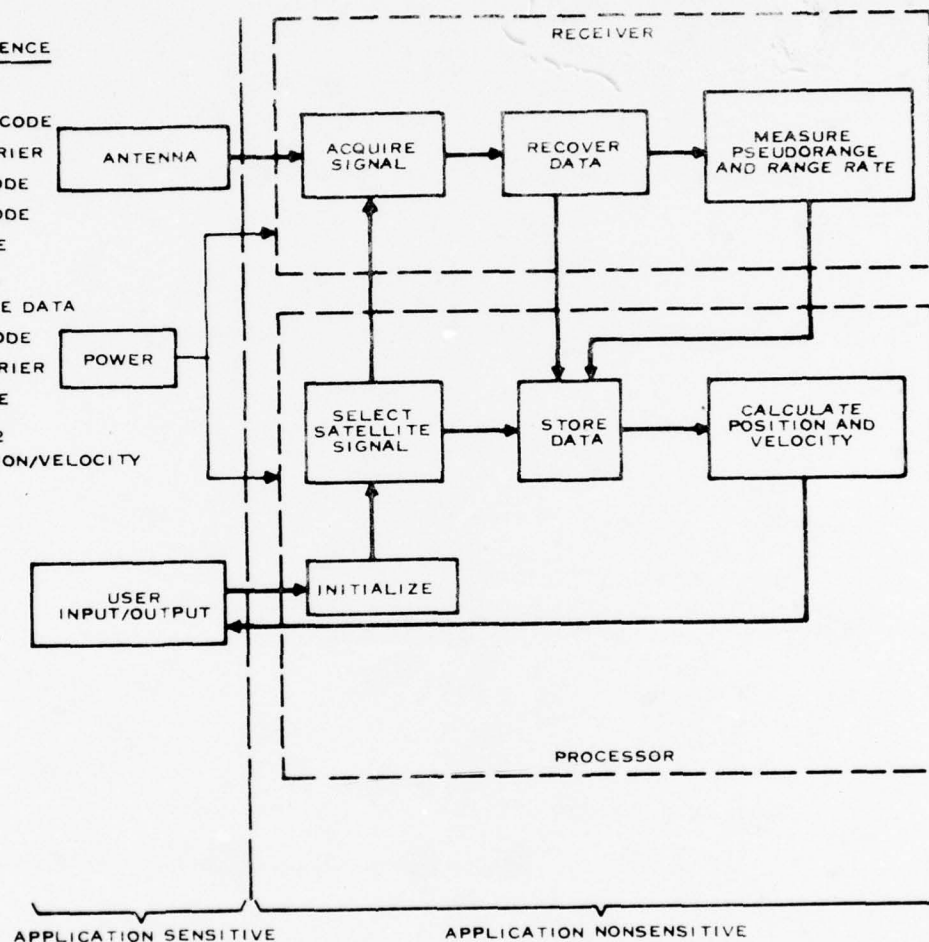 ENCE
CODE
RIER
ODE
ODE
E
E DATA
ODE
RIER
E
2
ON/VELOCITY
RECEIVER
ANTENNA
ACQUIRE
SIGNAL
RECOVER
DATA
MEASURE
PSEUDORANGE
AND RANGE RATE
POWER
SELECT
SATELLITE
SIGNAL
STORE
DATA
CALCULATE
POSITION AND
VELOCITY
USER
INPUT/OUTPUT
INITIALIZE
PROCESSOR
APPLICATION SENSITIVE
APPLICATION NONSENSITIVE